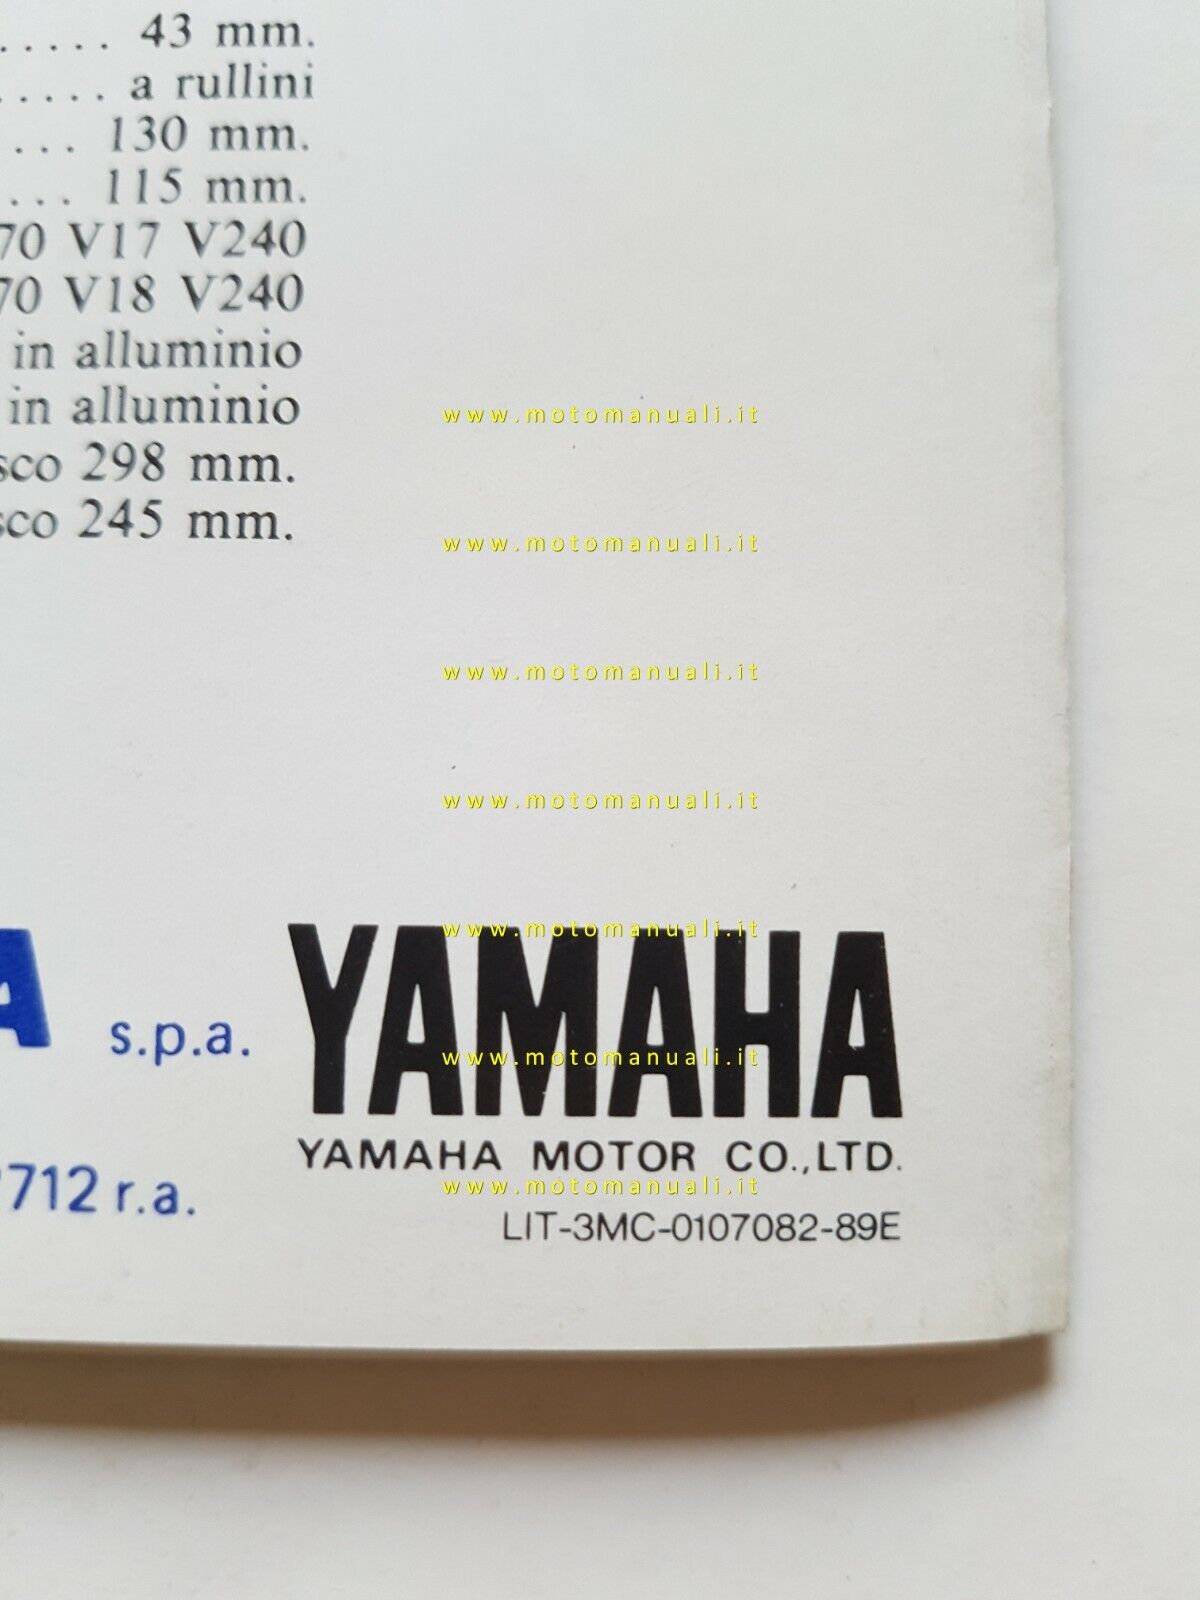 ..... 43 mm.
..... a rullini
... 130 mm.
... 115 mm.
70 V17 V240
70 V18 V240
in alluminio
in alluminio
sco 298 mm.
sco 245 mm.
www.motomanuali.it
www.motomanuali.it
www.motomanuali.it
www.motomanuali.it
www.motomanuali.it
www.motomanuali.it
www.motomanuali.it
A s.p.a.
712 r.a.
YAMAHA
YAMAHA MOTOR CO.,LTD.
LIT-3MC-0107082-89E